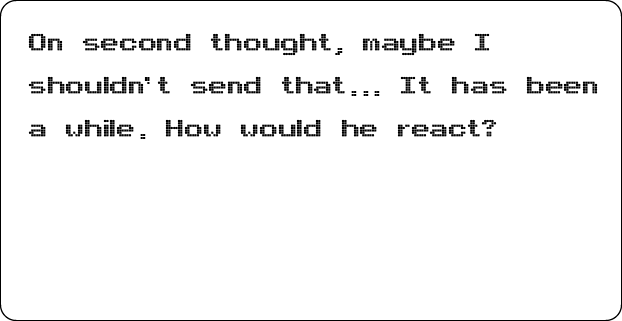 On second thought, maybe I
shouldn't send that... It has been
a while. How would he react?